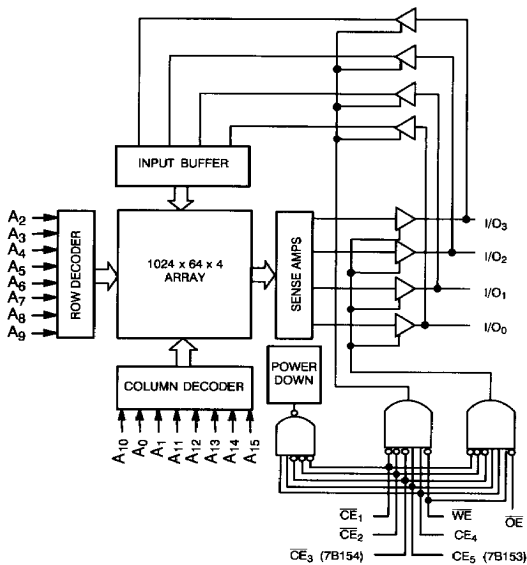 INPUT BUFFER
A2
A3
A4
A5
A6
A7
A8
A9
ROW DECODER
1024 x 64 x 4
ARRAY
SENSE AMPS
I/O3
I/O2
I/O1
I/O0
COLUMN DECODER
POWER
DOWN
A10
A0
A1
A11
A12
A13
A14
A15
CE1
WE
OE
CE2
CE4
CE3 (7B154)
CE5 (7B153)